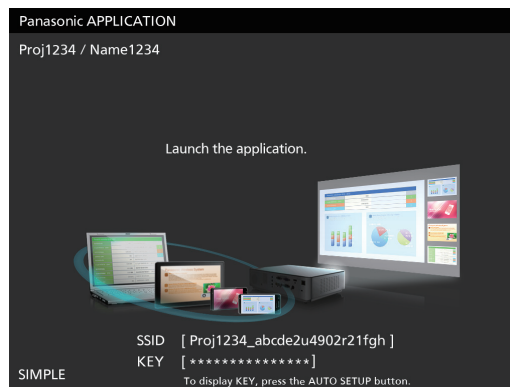 Panasonic APPLICATION
Proj1234 / Name1234
Launch the application.
SSID [ Proj1234_abcde2u4902r21fgh ]
KEY [ *************** ]
SIMPLE
To display KEY, press the AUTO SETUP button.